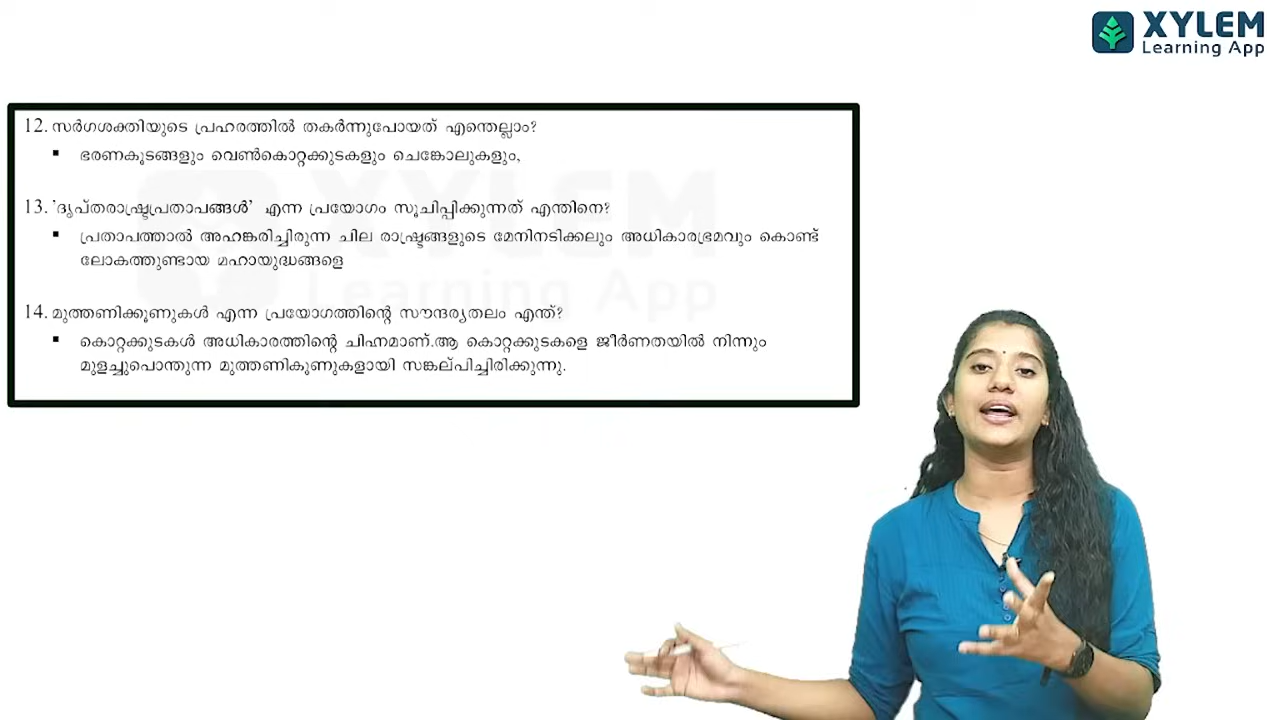 XYLEM
Learning App
12. സർഗശക്തിയുടെ പ്രഹരത്തിൽ തകർന്നുപോയത് എന്തെല്ലാം?
▪ ഭരണകൂടങ്ങളും വെൺകൊറ്റക്കുടകളും ചെങ്കോലുകളും,
13. 'ദൃപ്തരാഷ്ട്രപ്രതാപങ്ങൾ' എന്ന പ്രയോഗം സൂചിപ്പിക്കുന്നത് എന്തിനെ?
▪ പ്രതാപത്താൽ അഹങ്കരിച്ചിരുന്ന ചില രാഷ്ട്രങ്ങളുടെ മേനിനടിക്കലും അധികാരഭ്രമവും കൊണ്ട്
ലോകത്തുണ്ടായ മഹായുദ്ധങ്ങളെ
14. മുത്തണിക്കൂണുകൾ എന്ന പ്രയോഗത്തിന്റെ സൗന്ദര്യതലം എന്ത്?
▪ കൊറ്റക്കുടകൾ അധികാരത്തിന്റെ ചിഹ്നമാണ്.ആ കൊറ്റക്കുടകളെ ജീർണതയിൽ നിന്നും
മുളച്ചുപൊന്തുന്ന മുത്തണികൂണുകളായി സങ്കല്പിച്ചിരിക്കുന്നു.
XYLEM
Learning App